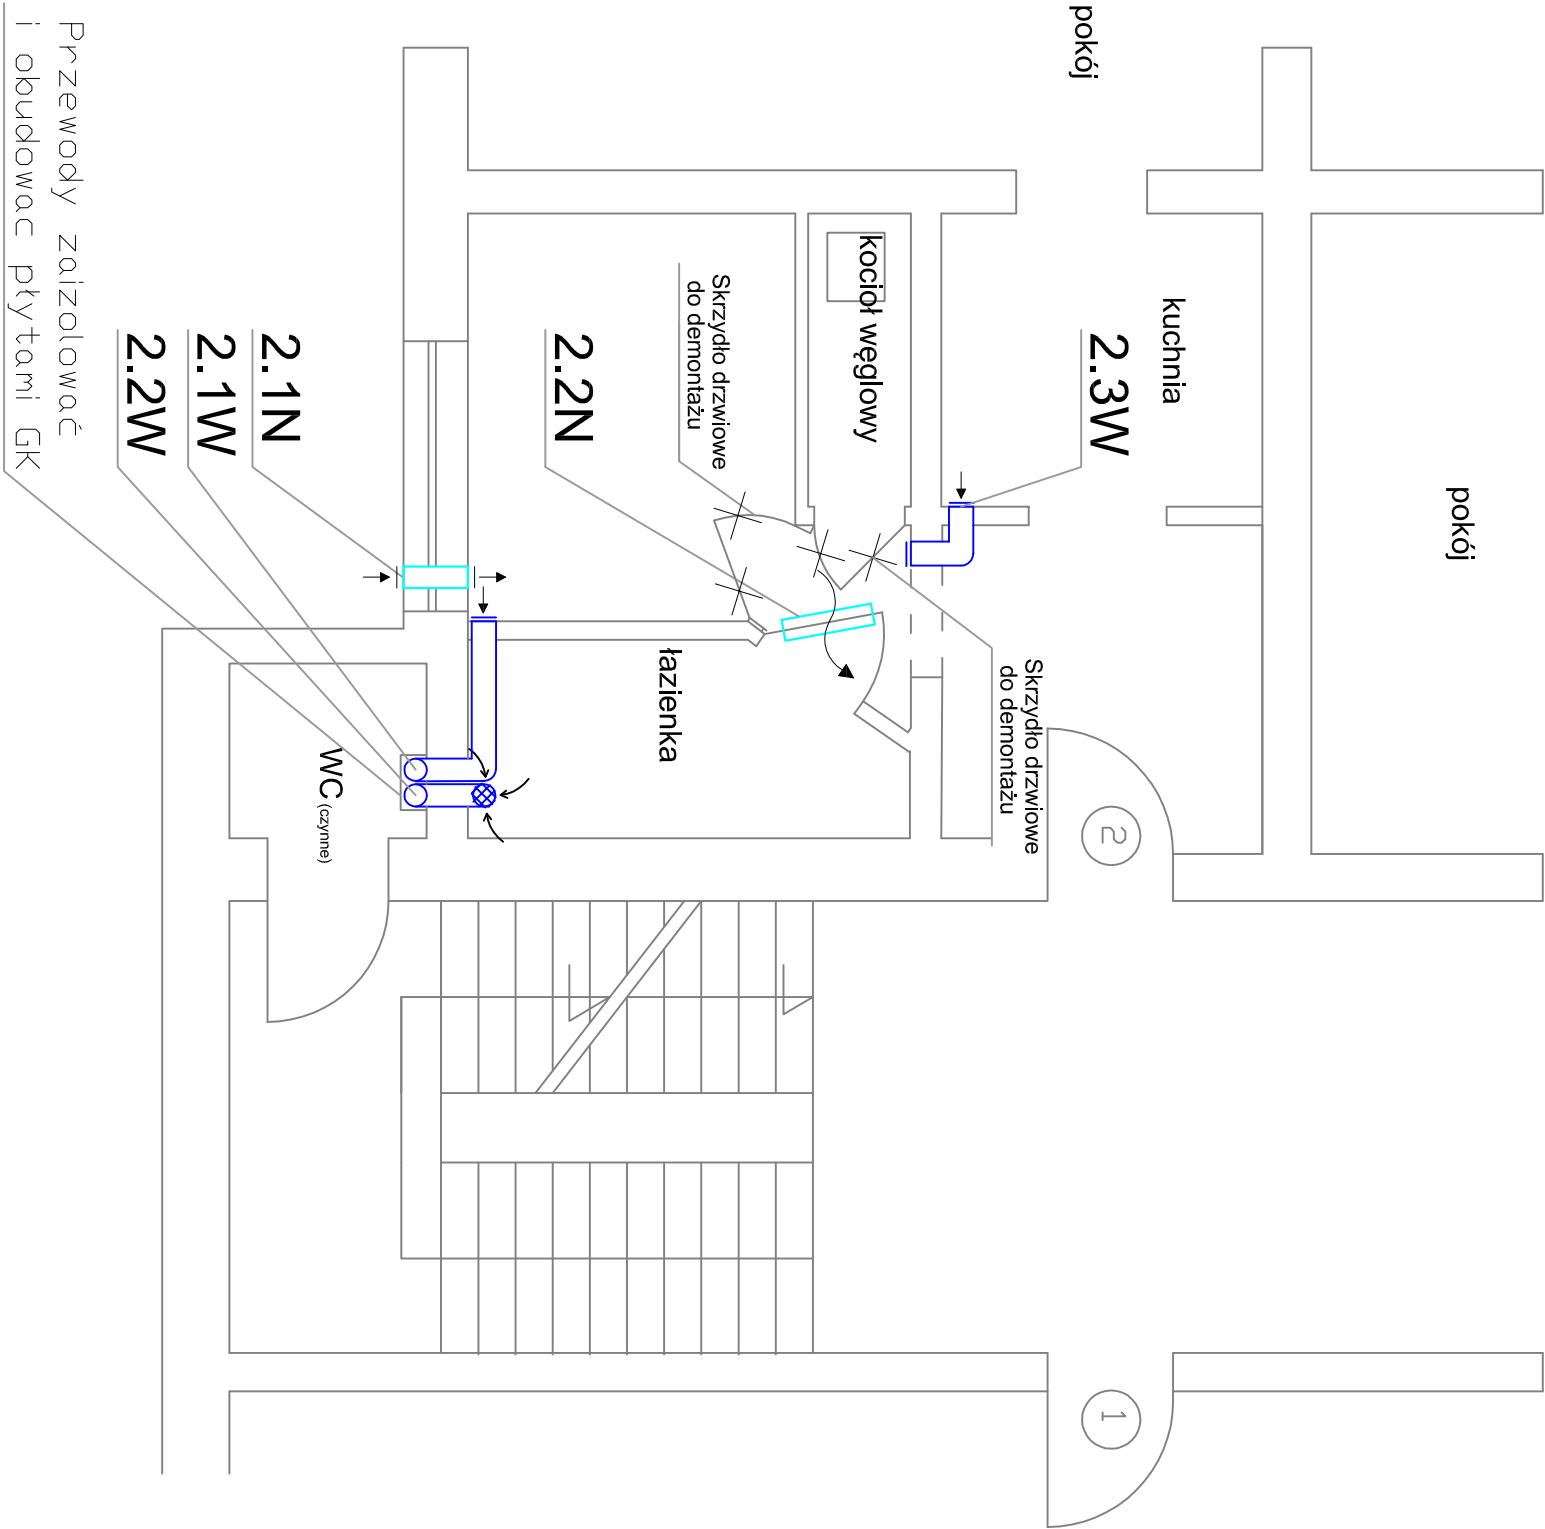 pokój
pokój
kuchnia
2.3W
kocioł węglowy
Skrzydło drzwiowe
do demontażu
Skrzydło drzwiowe
do demontażu
2.2N
łazienka
2.1N
2.1W
2.2W
WC (czynne)
Przewody zaizolować
i obudowac płytami GK
2
1